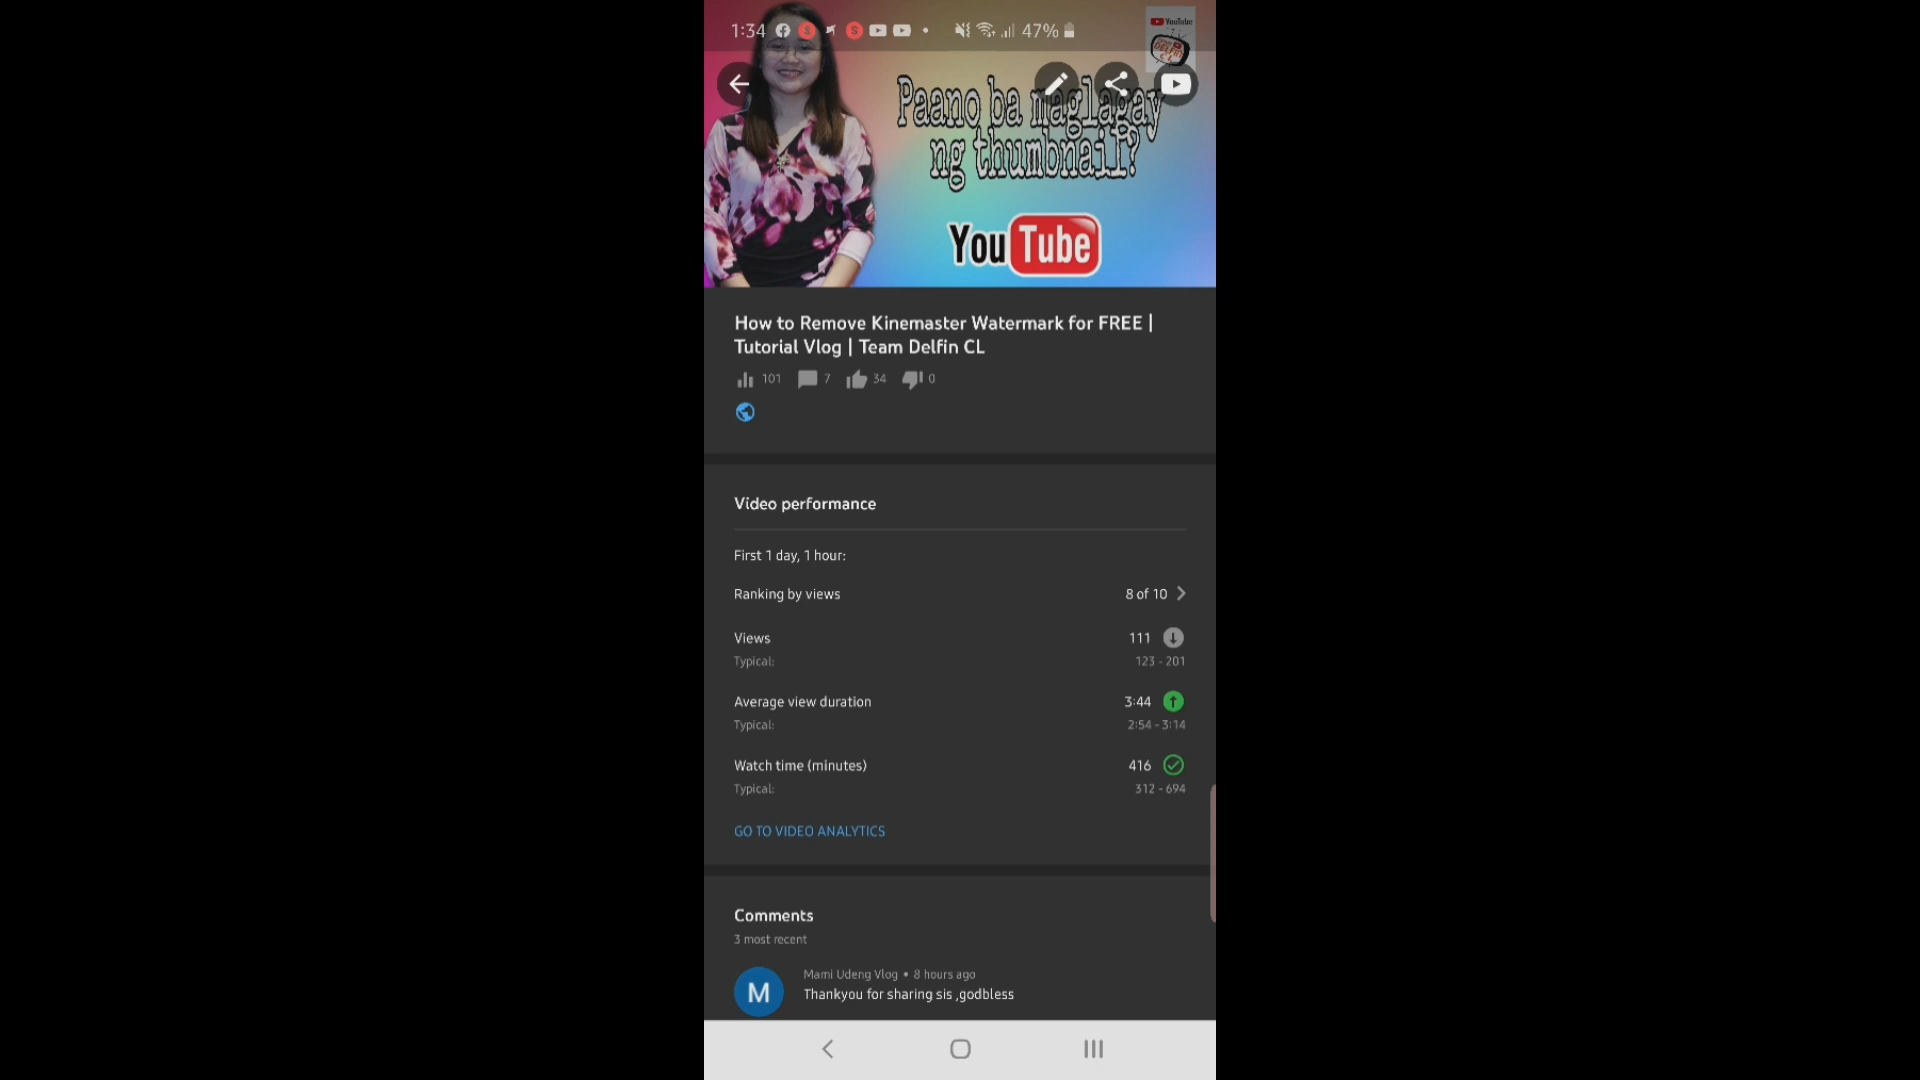 1:34
47%
YouTube
DELFIN
Paano ba maglagay
ng thumbnail?
YouTube
How to Remove Kinemaster Watermark for FREE |
Tutorial Vlog | Team Delfin CL
101 7 34 0
Video performance
First 1 day, 1 hour:
Ranking by views 8 of 10
Views 111
Typical: 123 - 201
Average view duration 3:44
Typical: 2:54 - 3:14
Watch time (minutes) 416
Typical: 312 - 694
GO TO VIDEO ANALYTICS
Comments
3 most recent
Mami Udeng Vlog • 8 hours ago
M
Thankyou for sharing sis ,godbless